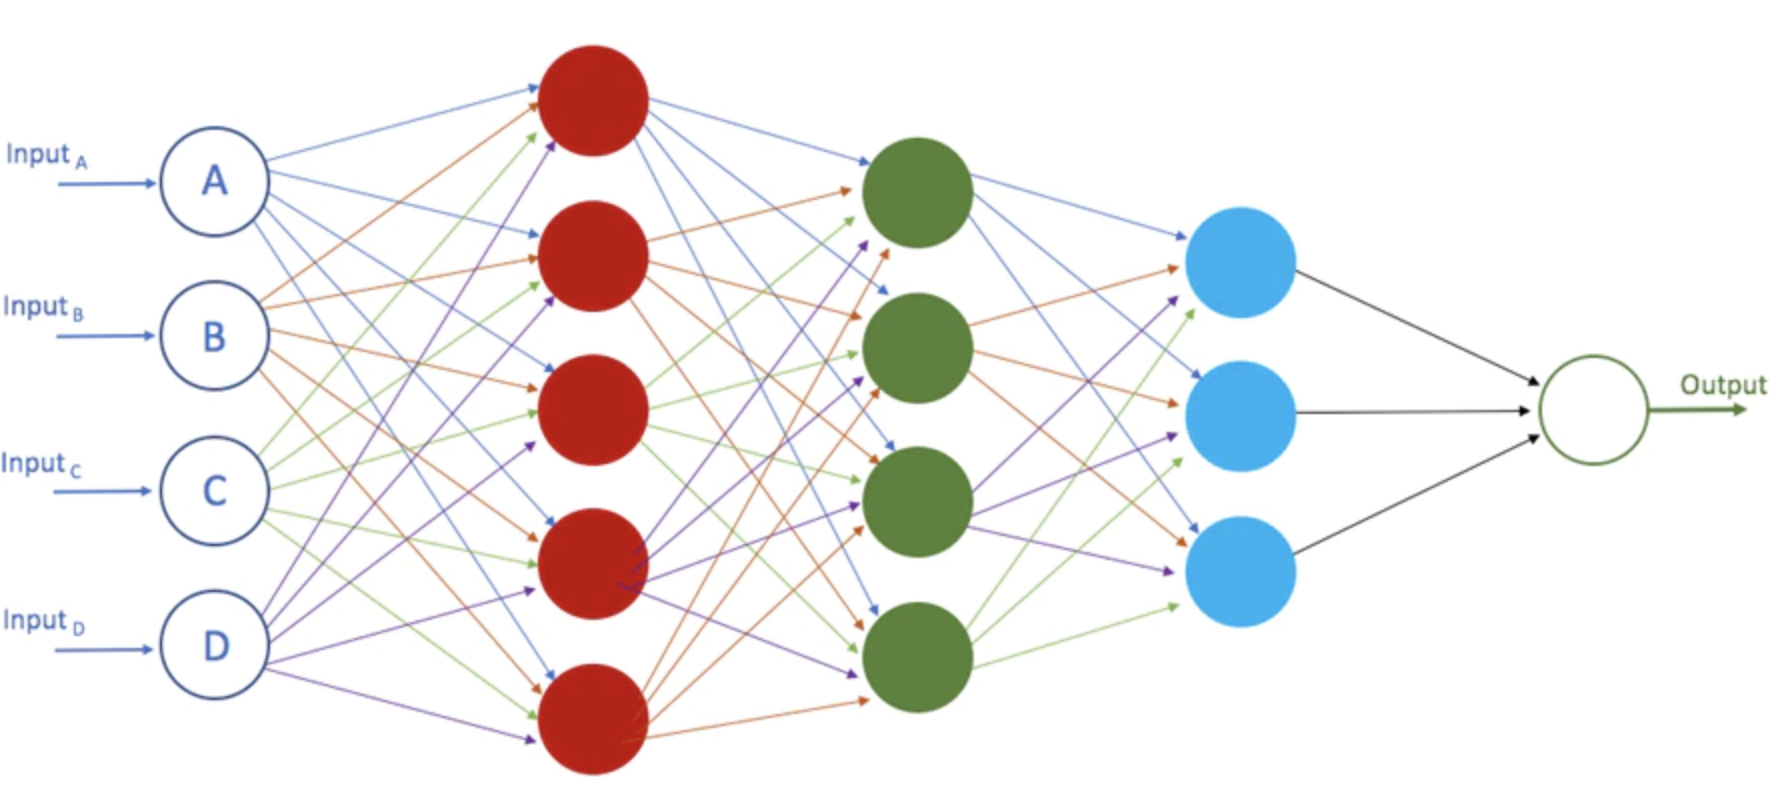 Input A
A
Input B
B
Input C
C
Input D
D
Output